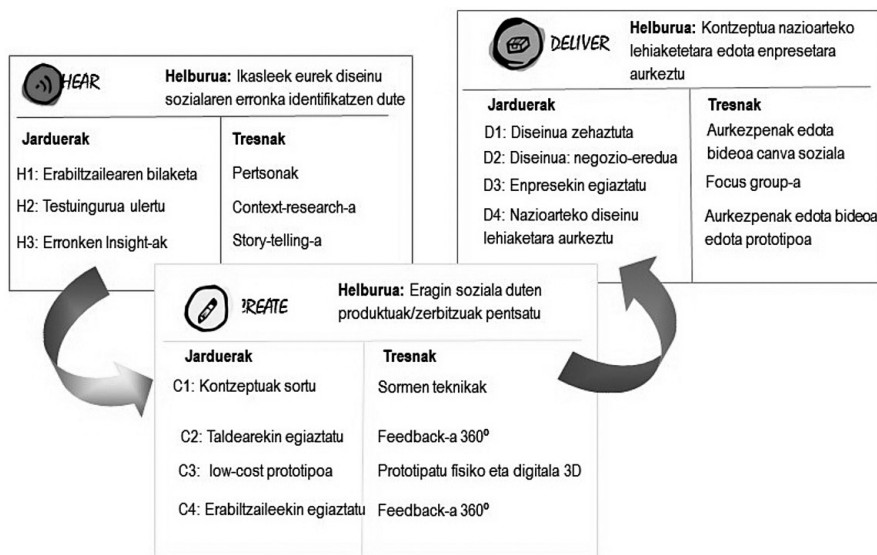 HEAR
Helburua: Ikasleek eurek diseinu
sozialaren erronka identifikatzen dute
Jarduerak
Tresnak
H1: Erabiltzailearen bilaketa
Pertsonak
H2: Testuingurua ulertu
Context-research-a
H3: Erronken Insight-ak
Story-telling-a
REATE
Helburua: Eragin soziala duten
produktuak/zerbitzuak pentsatu
Jarduerak
Tresnak
C1: Kontzeptuak sortu
Sormen teknikak
C2: Taldearekin egiaztatu
Feedback-a 360º
C3: low-cost prototipoa
Prototipatu fisiko eta digitala 3D
C4: Erabiltzaileekin egiaztatu
Feedback-a 360º
DELIVER
Helburua: Kontzeptua nazioarteko
lehiaketetara edota enpresetara
aurkeztu
Jarduerak
Tresnak
D1: Diseinua zehaztuta
Aurkezpenak edota
D2: Diseinua: negozio-eredua
bideoa canva soziala
D3: Enpresekin egiaztatu
Focus group-a
D4: Nazioarteko diseinu
lehiaketara aurkeztu
Aurkezpenak edota bideoa
edota prototipoa